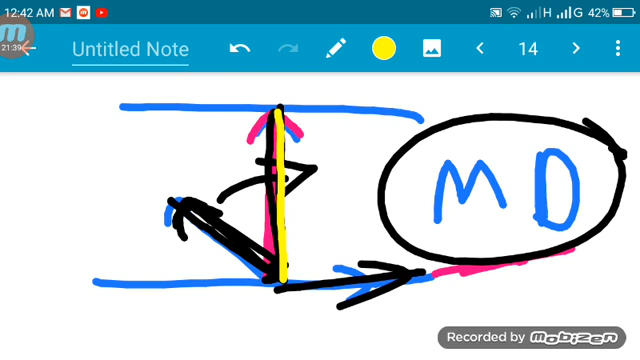 12:42 AM H G 42%
21:39 Untitled Note 14
MD
Recorded by mobizen